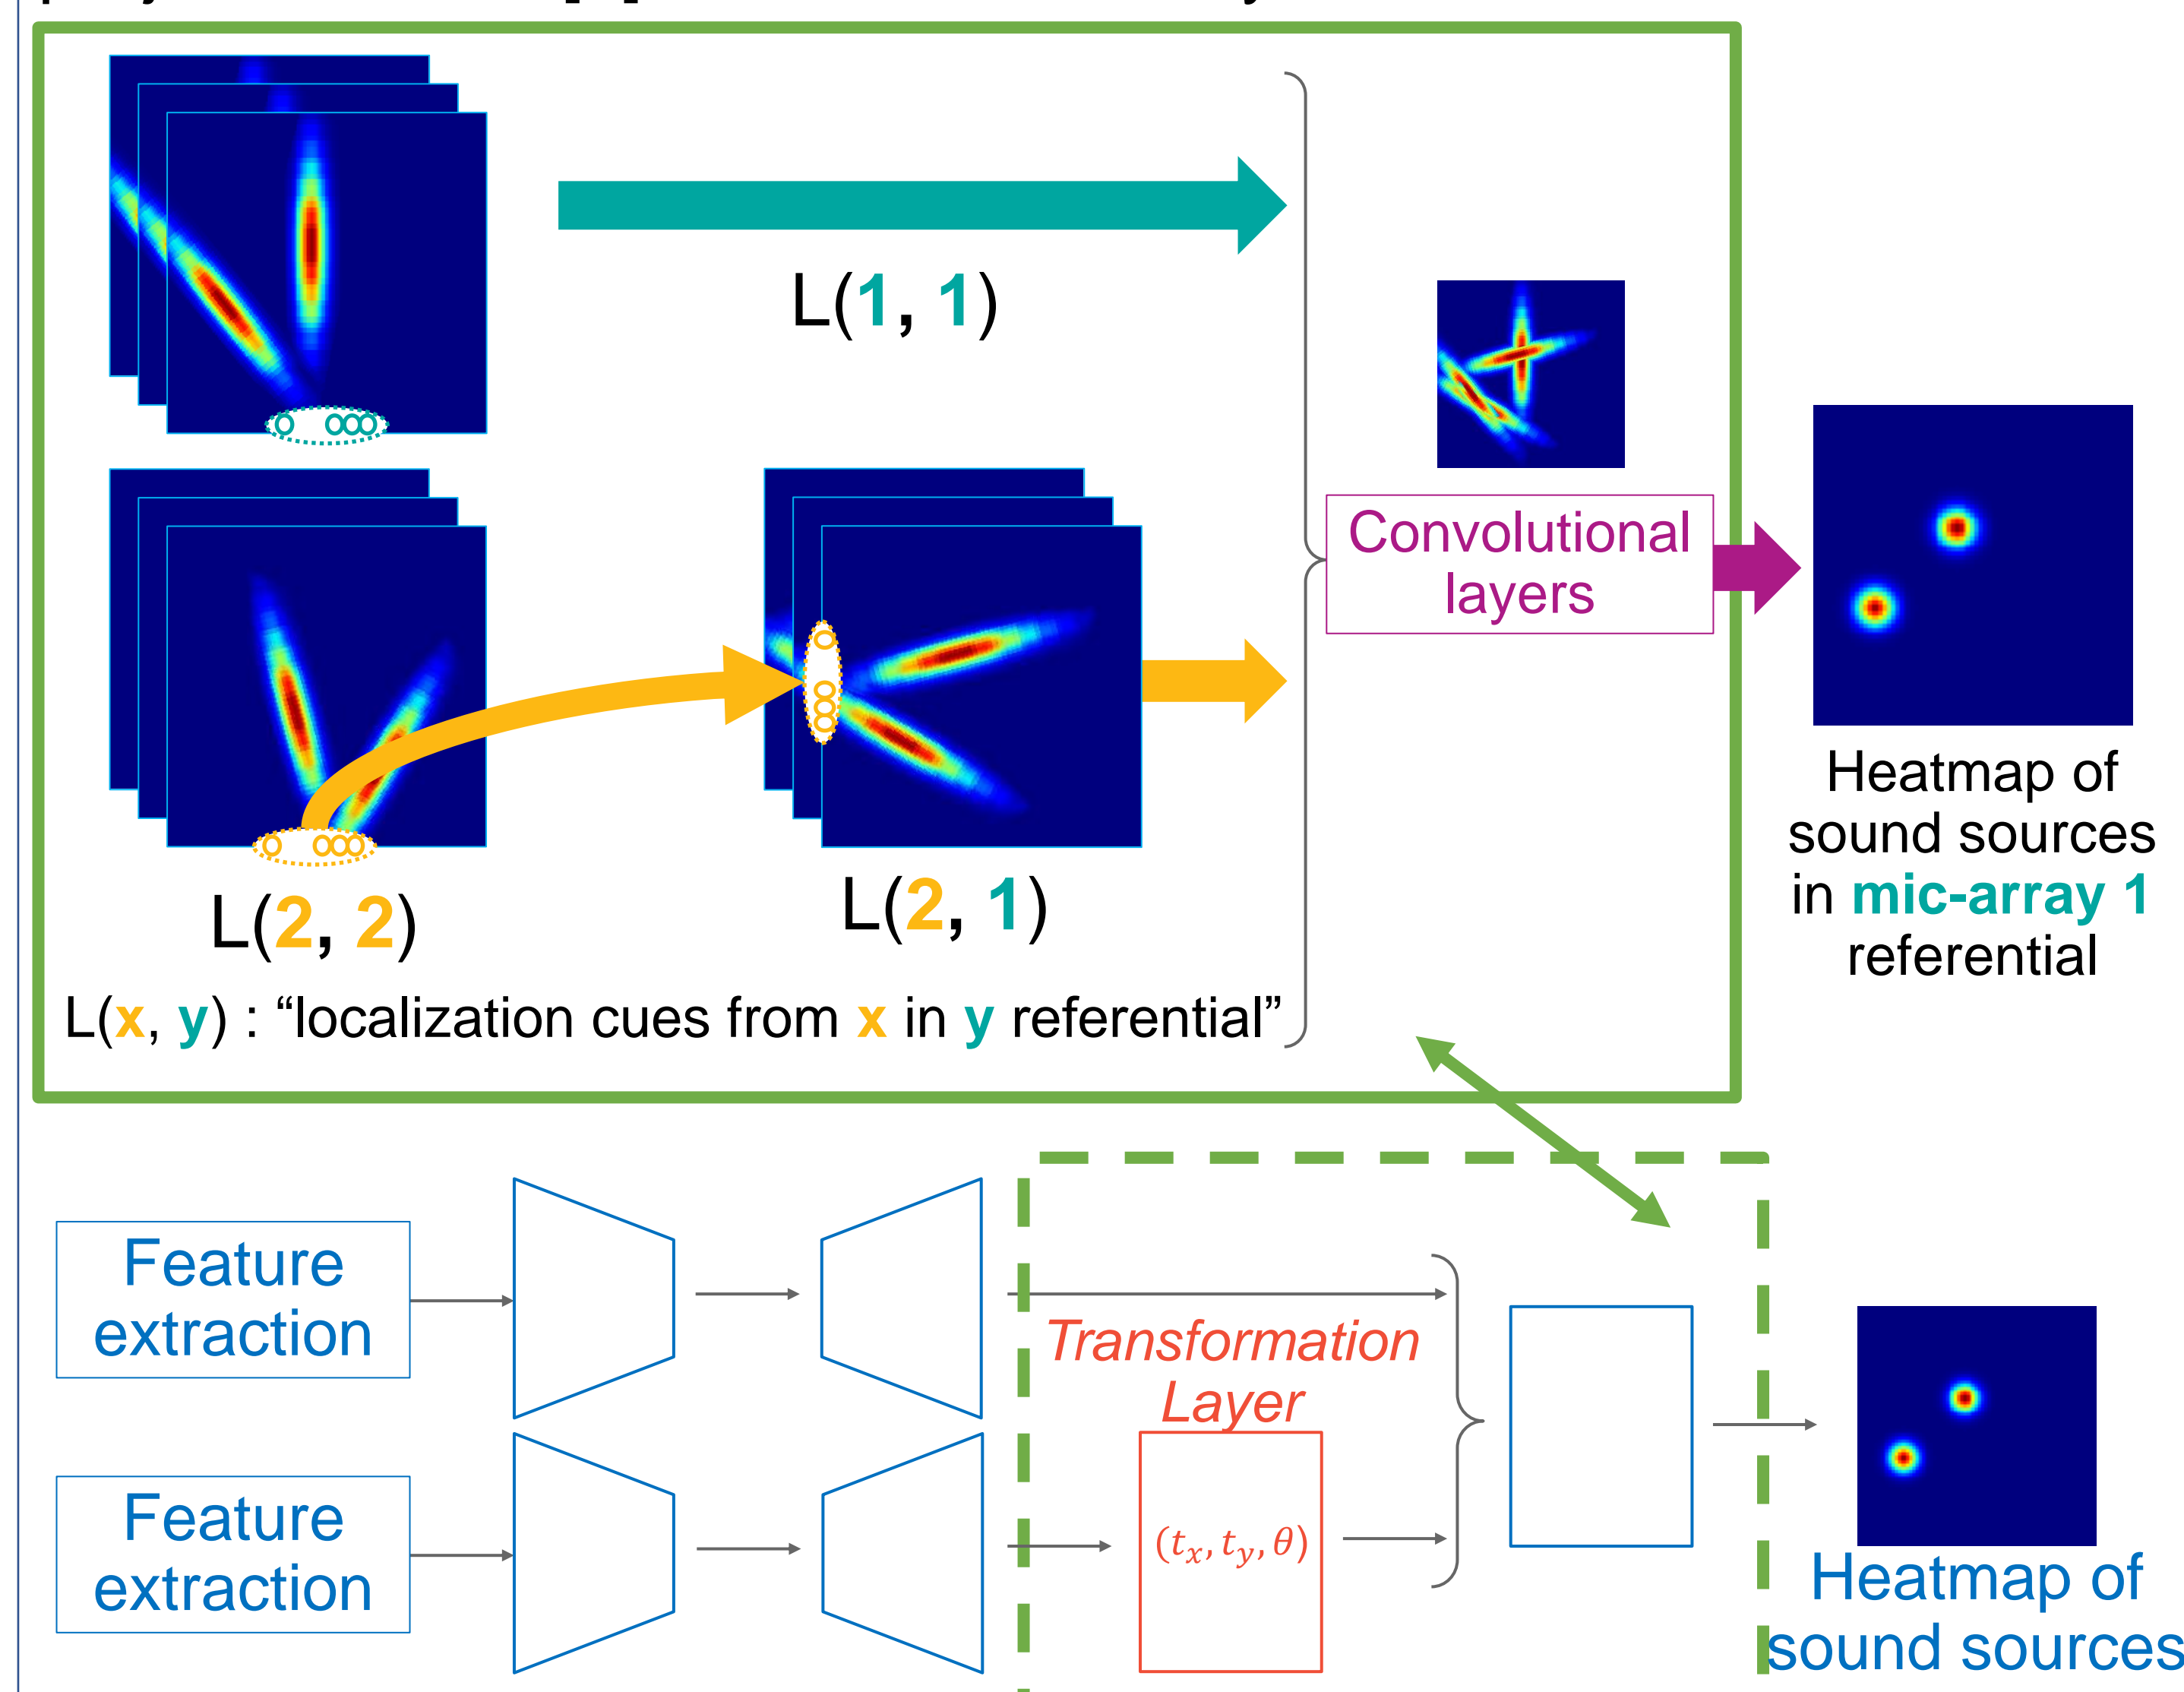 L(1, 1)
Convolutional
layers
L(2, 2)
L(2, 1)
L(x, y) : “localization cues from x in y referential”
Heatmap of
sound sources
in mic-array 1
referential
Feature
extraction
Transformation
Layer
Feature
extraction
(tₓ, t_y, θ)
Heatmap of
sound sources